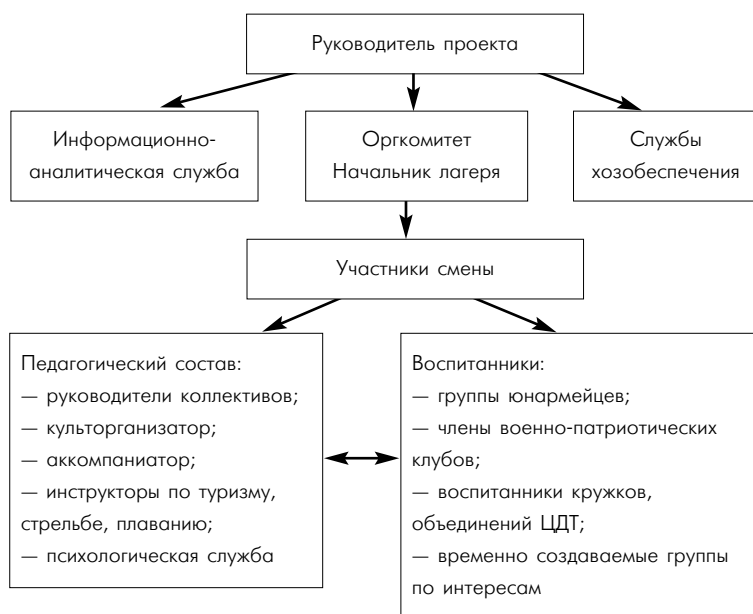 Руководитель проекта
Информационно-
аналитическая служба
Оргкомитет
Начальник лагеря
Службы
хозобеспечения
Участники смены
Педагогический состав:
— руководители коллективов;
— культорганизатор;
— аккомпаниатор;
— инструкторы по туризму,
стрельбе, плаванию;
— психологическая служба
Воспитанники:
— группы юнармейцев;
— члены военно-патриотических
клубов;
— воспитанники кружков,
объединений ЦДТ;
— временно создаваемые группы
по интересам